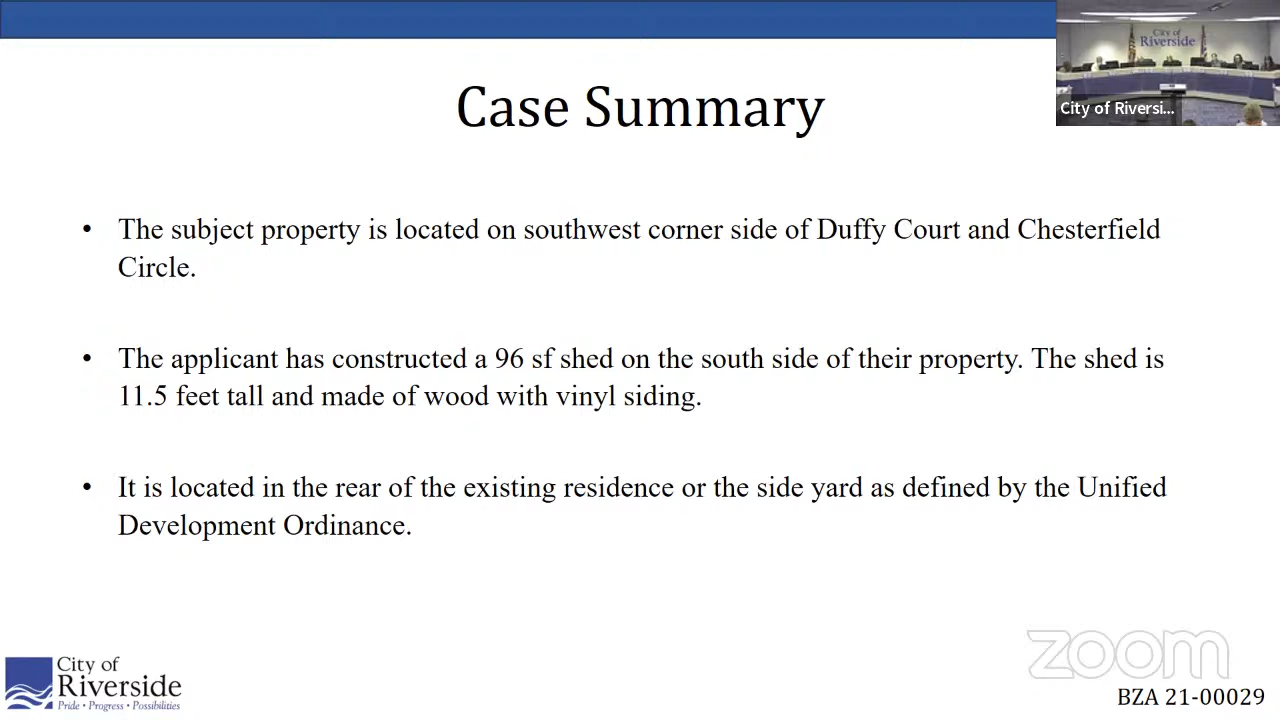 City of
Riverside
City of Riversi...
Case Summary
• The subject property is located on southwest corner side of Duffy Court and Chesterfield
Circle.
• The applicant has constructed a 96 sf shed on the south side of their property. The shed is
11.5 feet tall and made of wood with vinyl siding.
• It is located in the rear of the existing residence or the side yard as defined by the Unified
Development Ordinance.
City of
Riverside
Pride • Progress • Possibilities
zoom
BZA 21-00029